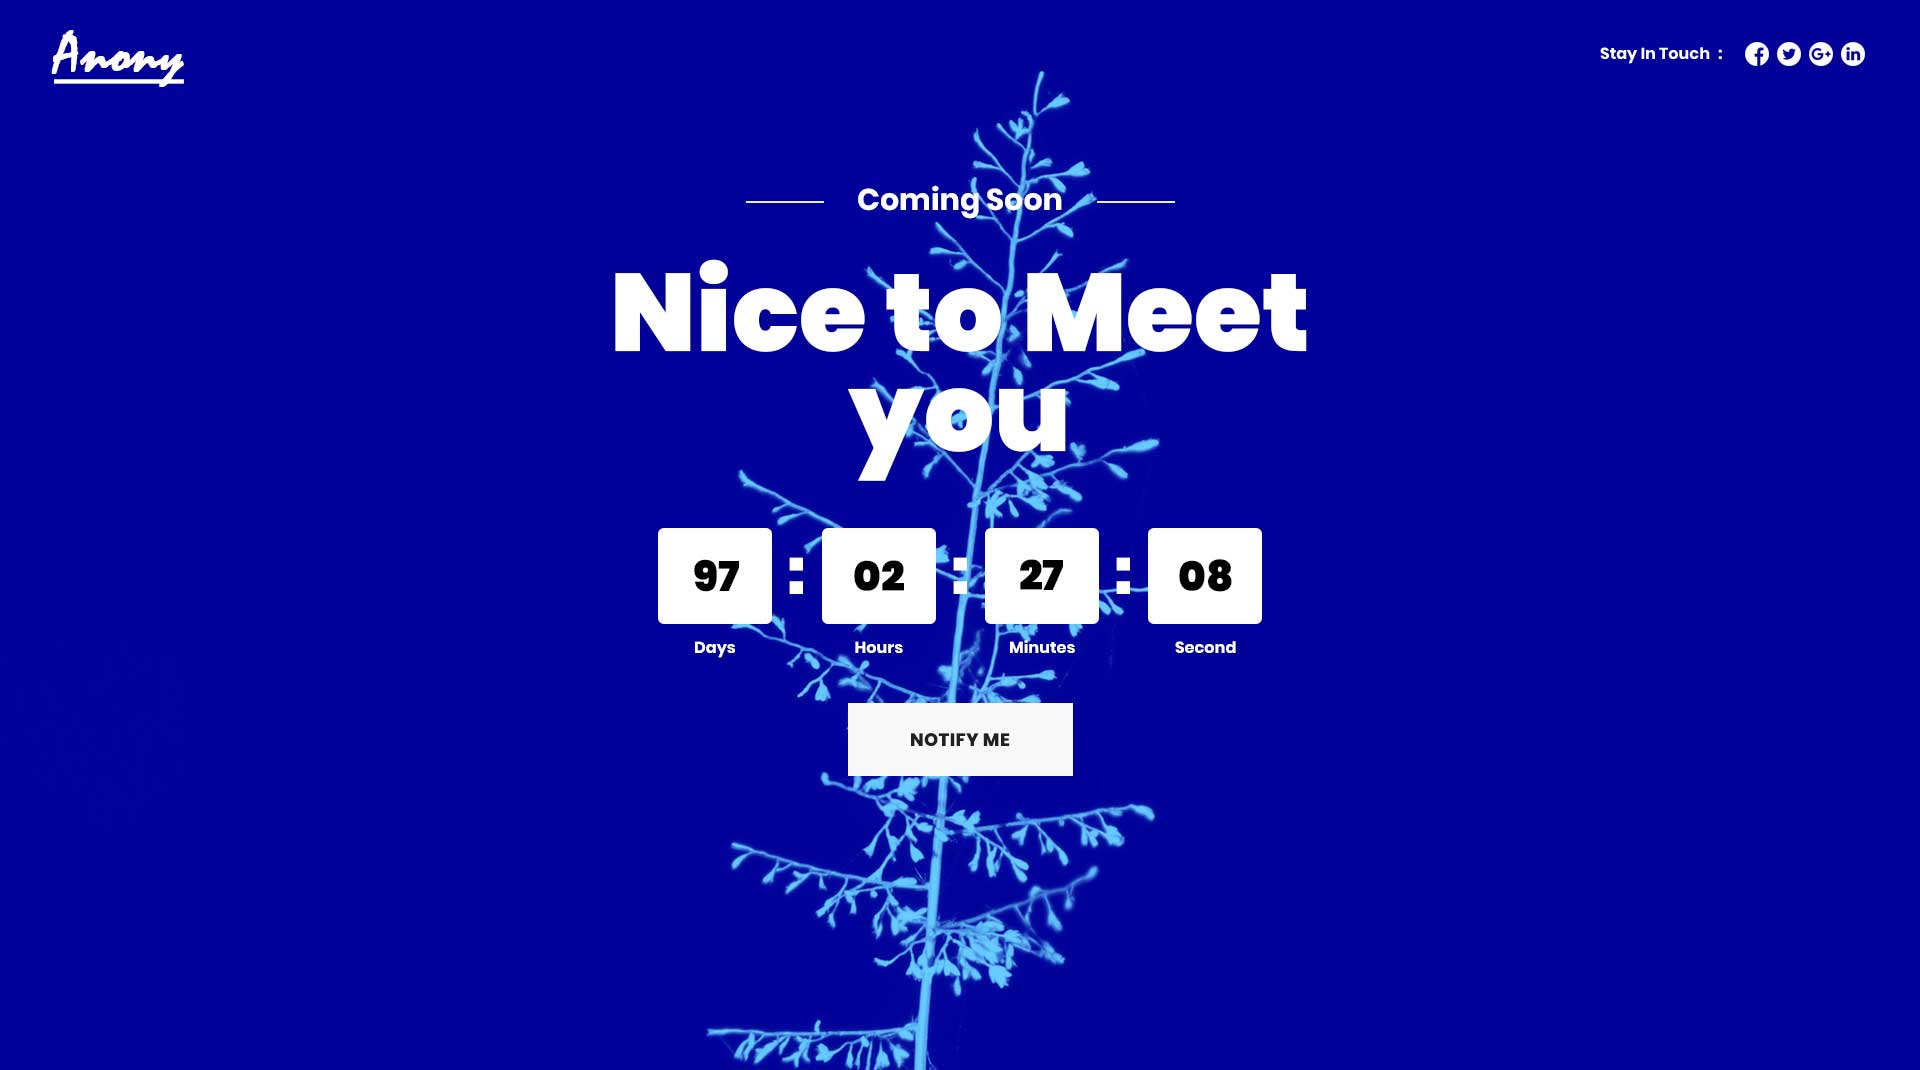 Anony
Stay In Touch :
Coming Soon
Nice to Meet
you
97 : 02 : 27 : 08
Days Hours Minutes Second
NOTIFY ME